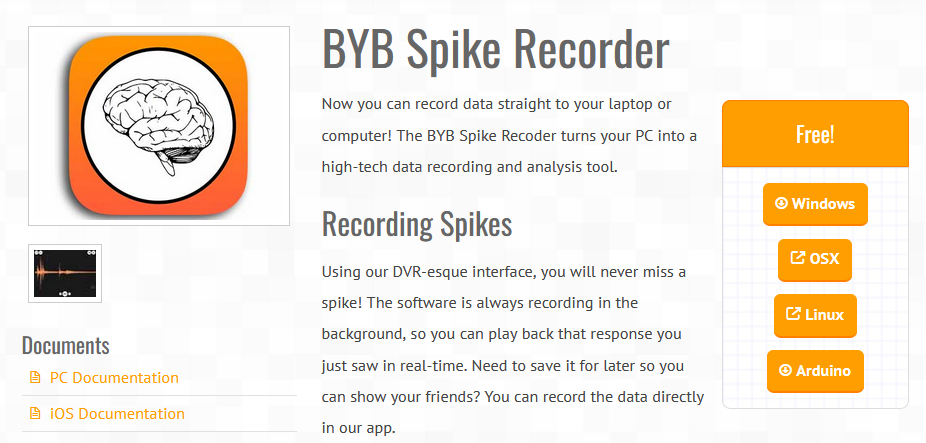 BYB Spike Recorder
Now you can record data straight to your laptop or
computer! The BYB Spike Recoder turns your PC into a
high-tech data recording and analysis tool.
Recording Spikes
Using our DVR-esque interface, you will never miss a
spike! The software is always recording in the
background, so you can play back that response you
just saw in real-time. Need to save it for later so you
can show your friends? You can record the data directly
in our app.
Documents
PC Documentation
iOS Documentation
Free!
Windows
OSX
Linux
Arduino